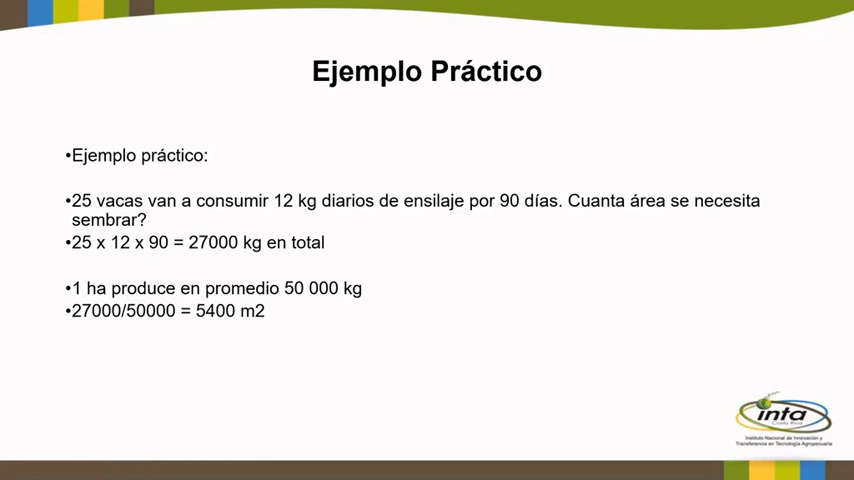 Ejemplo Práctico
•Ejemplo práctico:
•25 vacas van a consumir 12 kg diarios de ensilaje por 90 días. Cuanta área se necesita
sembrar?
•25 x 12 x 90 = 27000 kg en total
•1 ha produce en promedio 50 000 kg
•27000/50000 = 5400 m2
inta
Costa Rica
Instituto Nacional de Innovación y
Transferencia en Tecnología Agropecuaria